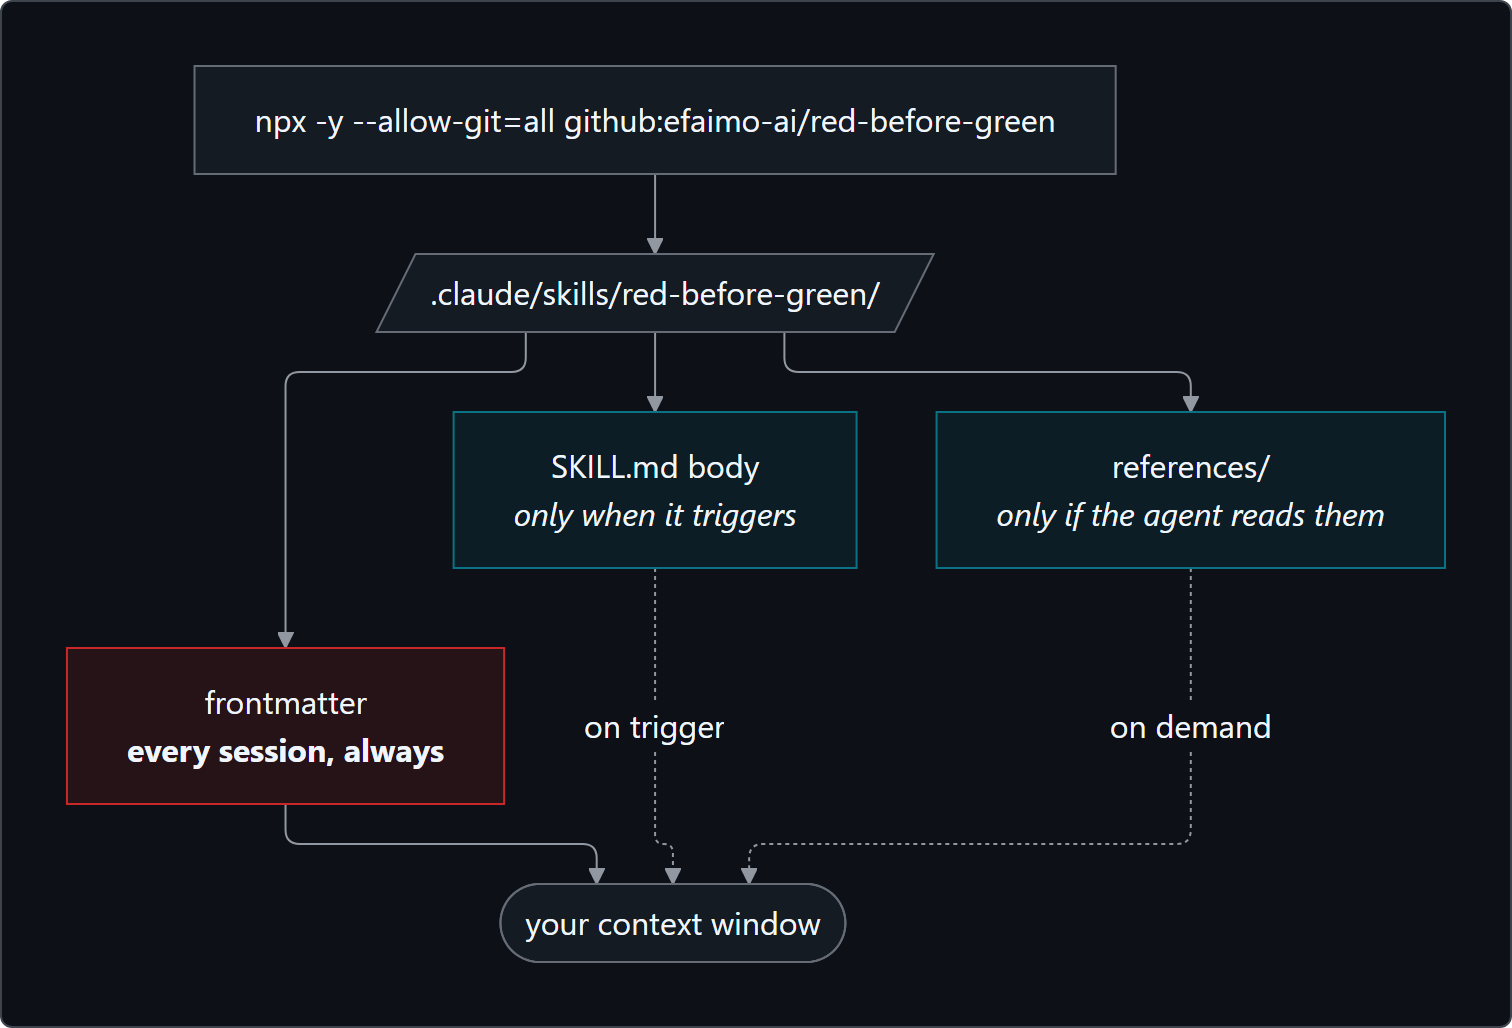 npx -y --allow-git=all github:efaimo-ai/red-before-green
.claude/skills/red-before-green/
SKILL.md body
only when it triggers
references/
only if the agent reads them
frontmatter
every session, always
on trigger
on demand
your context window